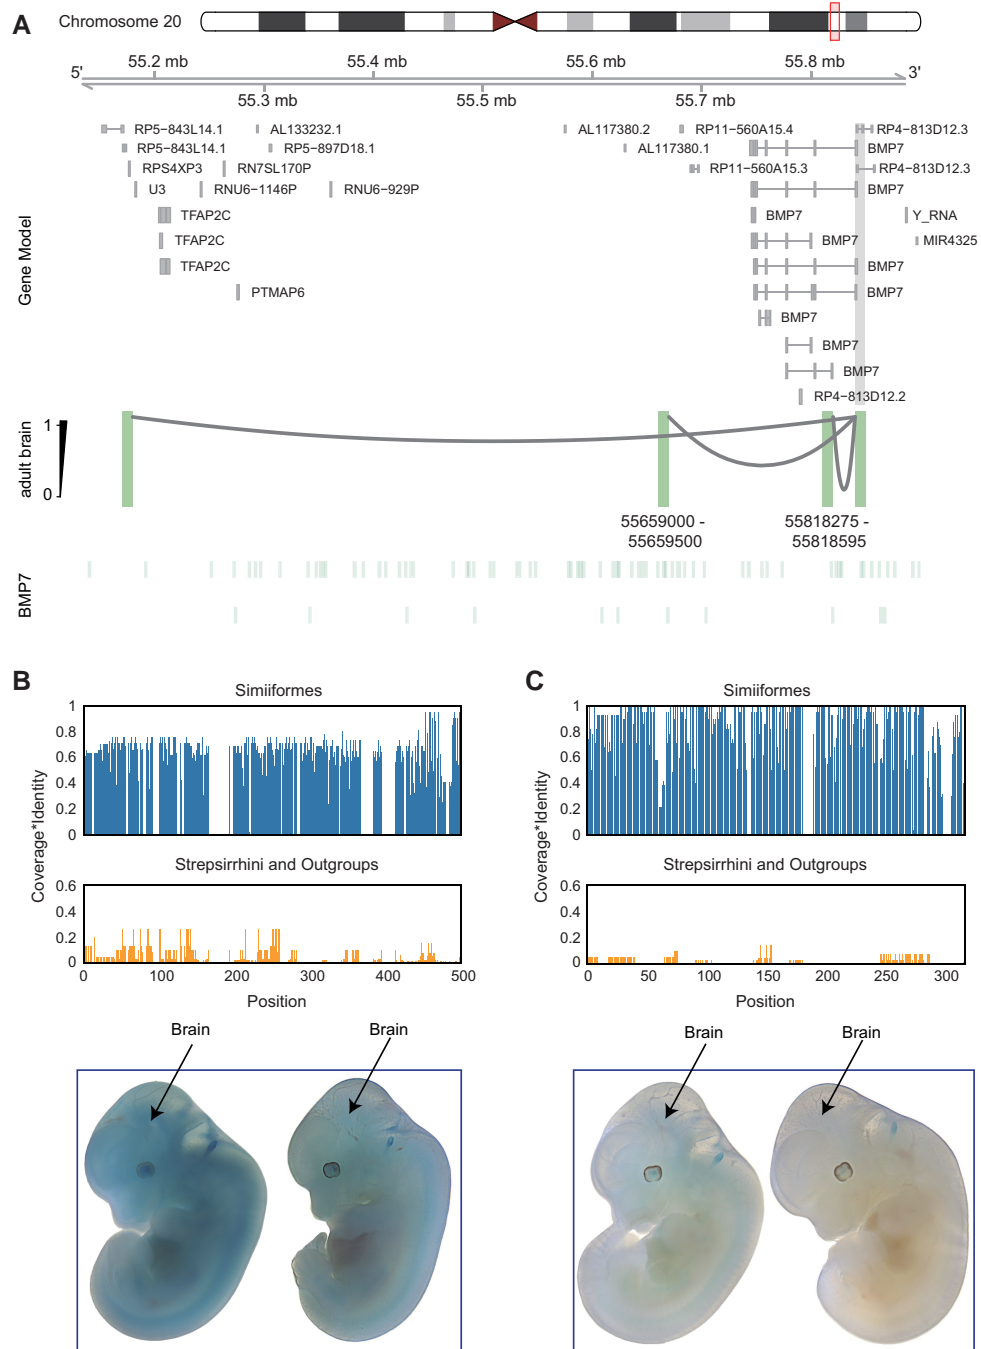 A
Chromosome 20
5'
55.2 mb
55.4 mb
55.6 mb
55.8 mb
3'
55.3 mb
55.5 mb
55.7 mb
Gene Model
RP5-843L14.1
AL133232.1
AL117380.2
RP11-560A15.4
RP4-813D12.3
RP5-843L14.1
RP5-897D18.1
AL117380.1
BMP7
RPS4XP3
RN7SL170P
RP11-560A15.3
RP4-813D12.3
U3
RNU6-1146P
RNU6-929P
BMP7
TFAP2C
BMP7
Y_RNA
TFAP2C
BMP7
MIR4325
TFAP2C
BMP7
PTMAP6
BMP7
BMP7
BMP7
BMP7
RP4-813D12.2
adult brain
1
0
55659000 -
55659500
55818275 -
55818595
BMP7
B
Simiiformes
Coverage*Identity
1
0.8
0.6
0.4
0.2
0
Strepsirrhini and Outgroups
0.6
0.4
0.2
0
0
100
200
300
400
500
Position
Brain
Brain
C
Simiiformes
Coverage*Identity
1
0.8
0.6
0.4
0.2
0
Strepsirrhini and Outgroups
0.6
0.4
0.2
0
0
50
100
150
200
250
300
Position
Brain
Brain